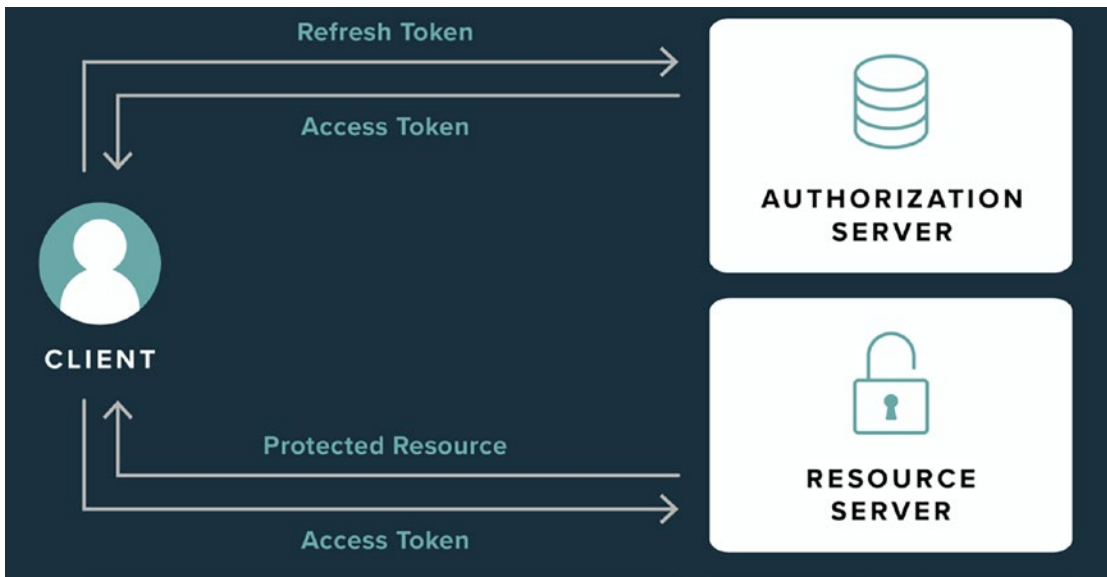 Refresh Token
Access Token
AUTHORIZATION
SERVER
CLIENT
Protected Resource
Access Token
RESOURCE
SERVER